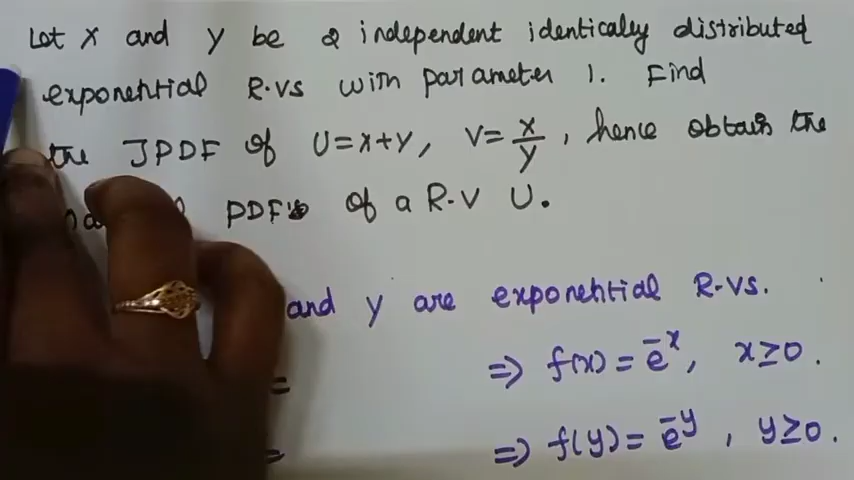 Let X and Y be 2 independent identically distributed
exponential R.Vs with parameter 1. Find
the JPDF of U=X+Y, V=X/Y, hence obtain the
PDF's of a R.V U.
and y are exponential R.Vs.
=> f(x) = e^-x, x≥0.
=
=> f(y) = e^-y, y≥0.
=